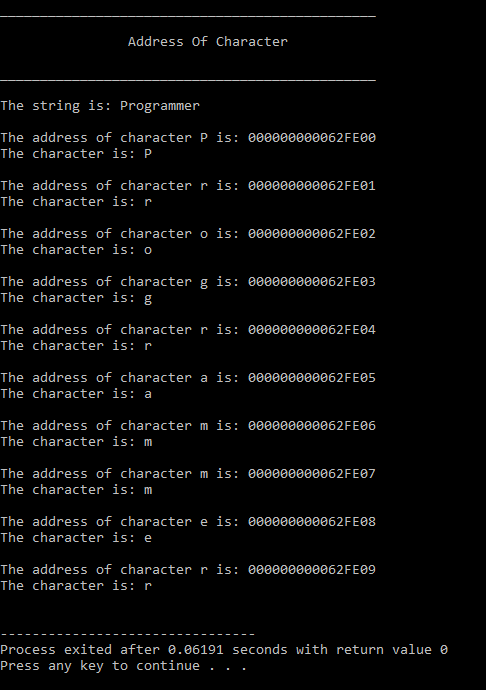 _______________________________________________
Address Of Character
_______________________________________________
The string is: Programmer
The address of character P is: 000000000062FE00
The character is: P
The address of character r is: 000000000062FE01
The character is: r
The address of character o is: 000000000062FE02
The character is: o
The address of character g is: 000000000062FE03
The character is: g
The address of character r is: 000000000062FE04
The character is: r
The address of character a is: 000000000062FE05
The character is: a
The address of character m is: 000000000062FE06
The character is: m
The address of character m is: 000000000062FE07
The character is: m
The address of character e is: 000000000062FE08
The character is: e
The address of character r is: 000000000062FE09
The character is: r
--------------------------------
Process exited after 0.06191 seconds with return value 0
Press any key to continue . . .